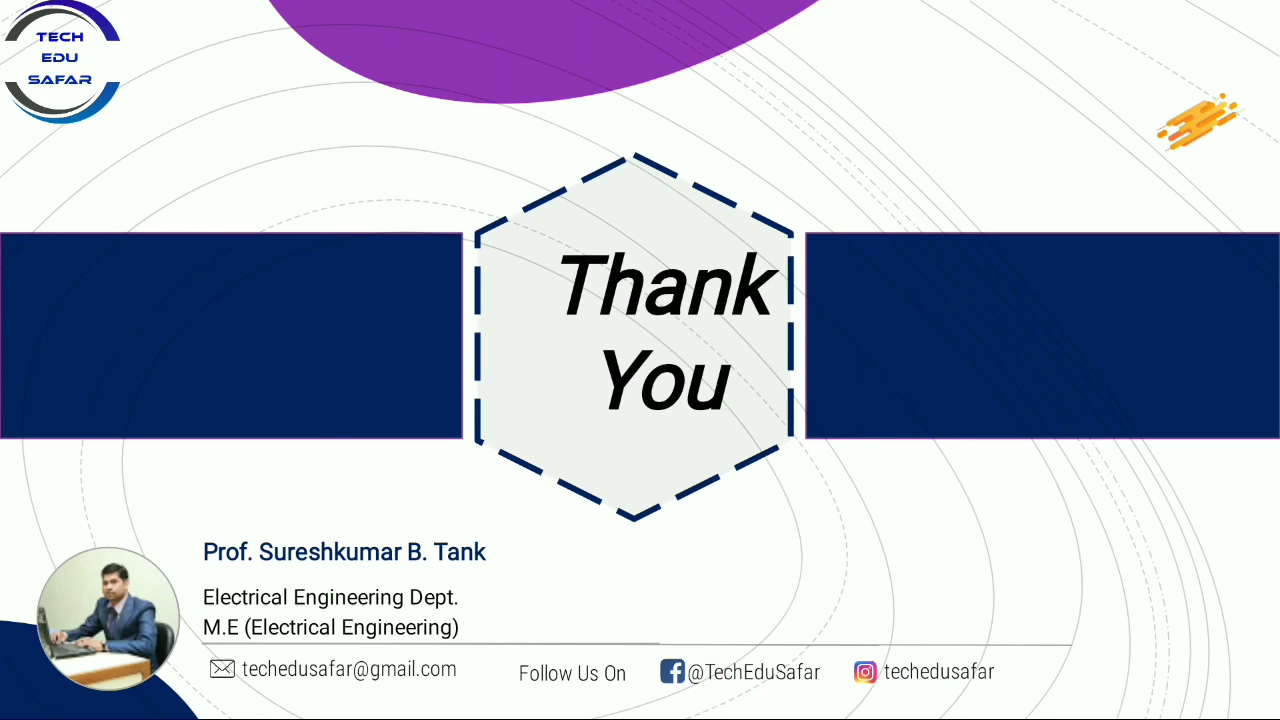 TECH
EDU
SAFAR
Thank
You
Prof. Sureshkumar B. Tank
Electrical Engineering Dept.
M.E (Electrical Engineering)
techedusafar@gmail.com
Follow Us On
@TechEduSafar
techedusafar